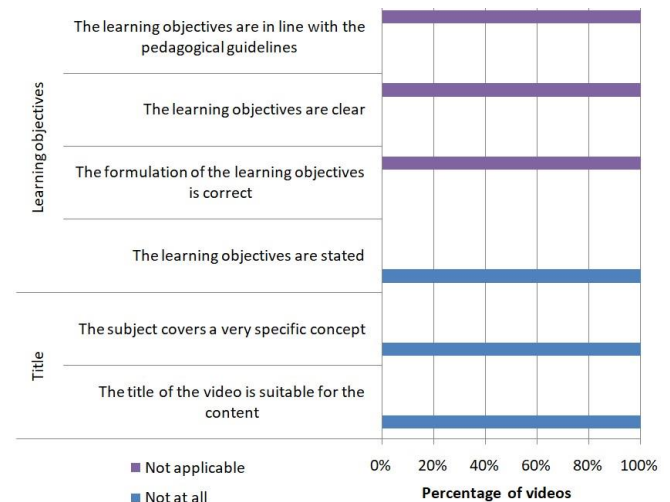 The learning objectives are in line with the
pedagogical guidelines
The learning objectives are clear
The formulation of the learning objectives
is correct
The learning objectives are stated
Learning objectives
The subject covers a very specific concept
The title of the video is suitable for the
content
Title
0% 20% 40% 60% 80% 100%
Percentage of videos
Not applicable
Not at all